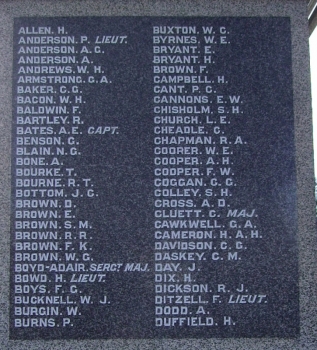 ALLEN. H.
ANDERSON. P. LIEUT.
ANDERSON. A. C.
ANDERSON. A.
ANDREWS. W. H.
ARMSTRONG. C. A.
BAKER. C. G.
BACON. W. H.
BALDWIN. F.
BARTLEY. R.
BATES. A. E. CAPT.
BENSON. G.
BLAIN. N. G.
BONE. A.
BOURKE. T.
BOURNE. R. T.
BOTTOM. J. C.
BROWN. D.
BROWN. E.
BROWN. S. M.
BROWN. R. R.
BROWN. F. K.
BROWN. W. G.
BOYD-ADAIR. SERGT MAJ.
BOWD. H. LIEUT.
BOYS. F. G.
BUCKNELL. W. J.
BURGIN. W.
BURNS. P.
BUXTON. W. C.
BYRNES. W. E.
BRYANT. E.
BRYANT. H.
BROWN. F.
CAMPBELL. H.
CANT. P. C.
CANNONS. E. W.
CHISHOLM. S. H.
CHURCH. L. E.
CHEADLE. C.
CHAPMAN. R. A.
COORER. W. E.
COOPER. A. H.
COOPER. F. W.
COGGAN. C. G.
COLLEY. S. H.
CROSS. A. D.
CLUETT. C. MAJ.
CAWKWELL. G. A.
CAMERON. H. A. H.
DAVIDSON. C. G.
DASKEY. C. M.
DAY. J.
DIX. H.
DICKSON. R. J.
DITZELL. F. LIEUT.
DODD. A.
DUFFIELD. H.